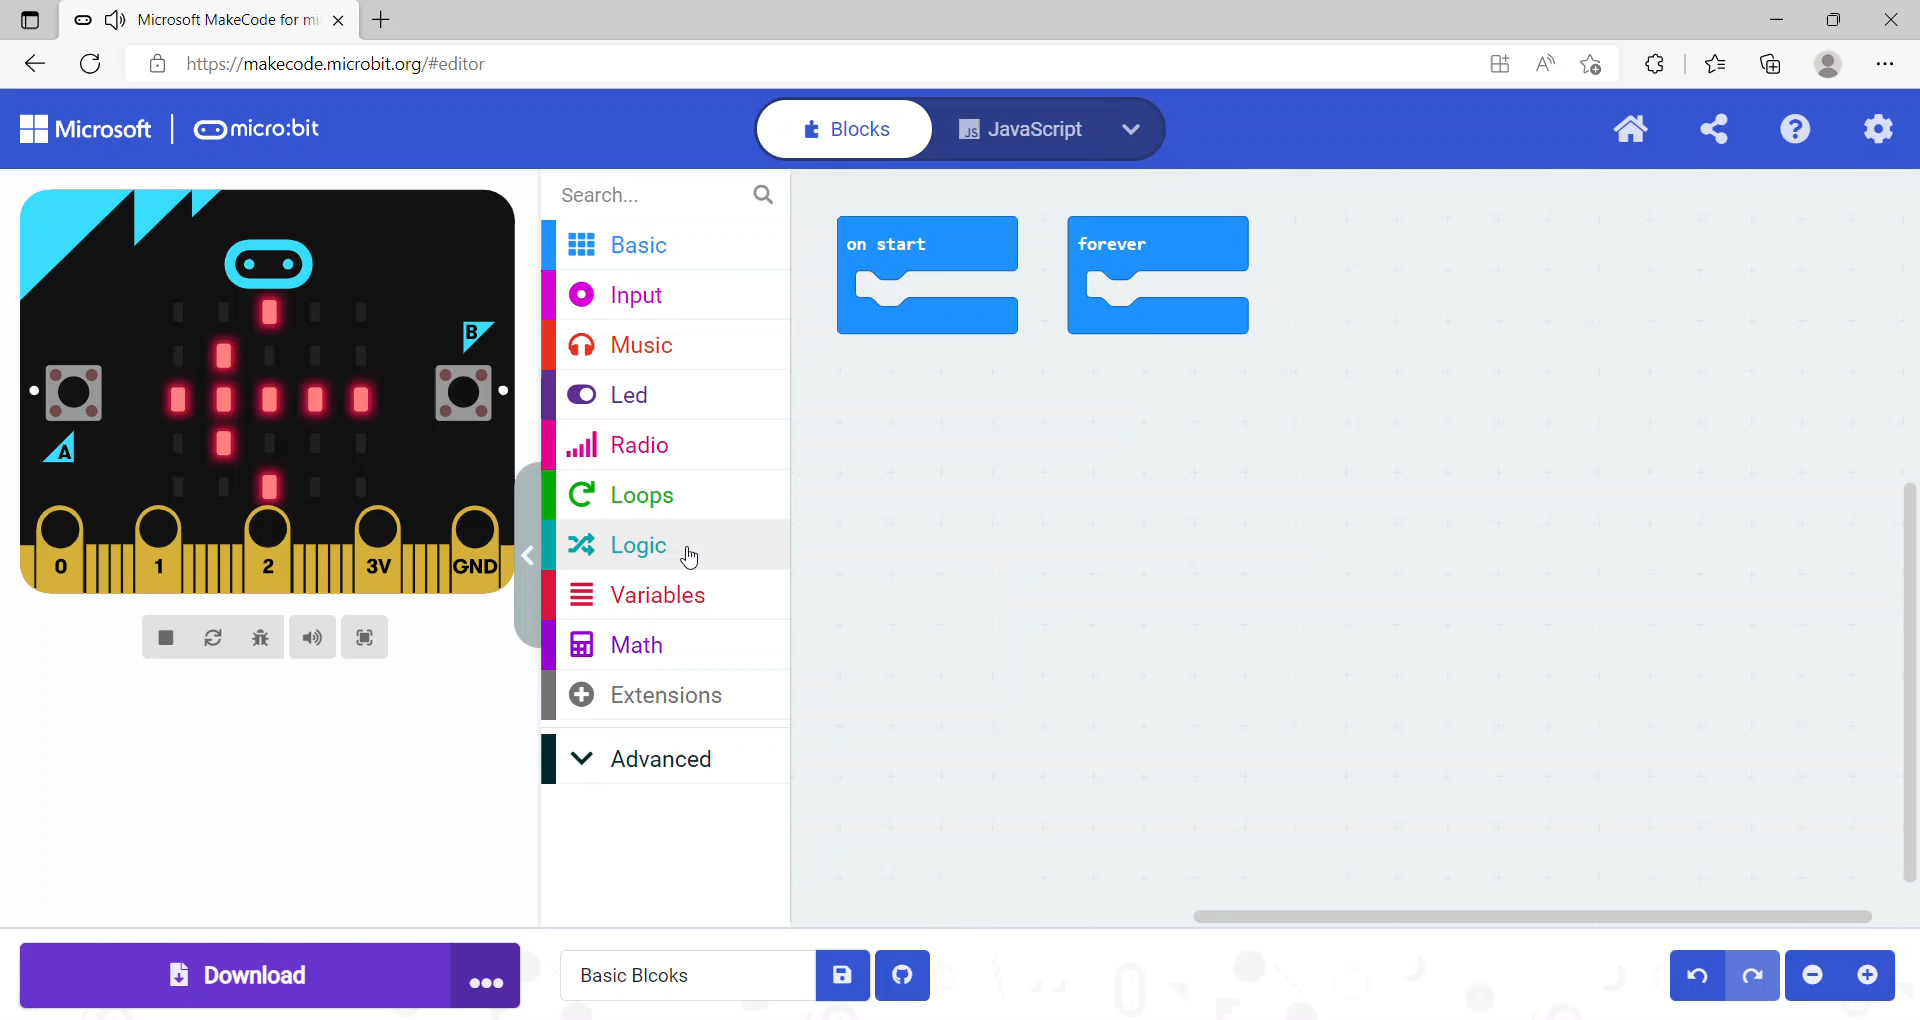 Microsoft MakeCode for mi
https://makecode.microbit.org/#editor
Microsoft | micro:bit
Blocks
JS JavaScript
Search...
Basic
Input
Music
Led
Radio
Loops
Logic
Variables
Math
Extensions
Advanced
on start
forever
B
A
0 1 2 3V GND
Download
Basic Blcoks